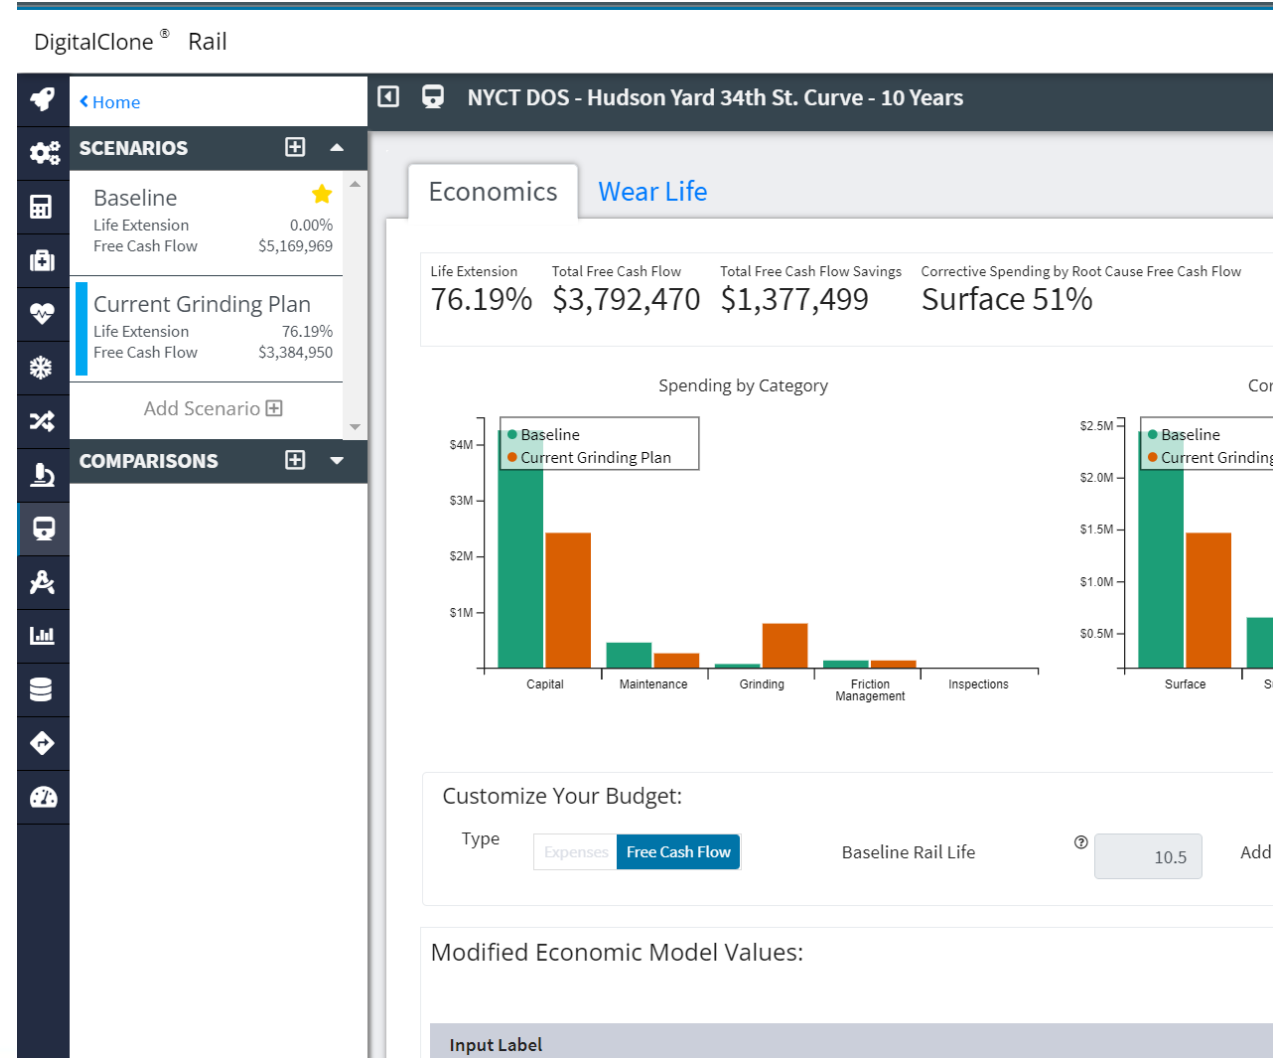 DigitalClone ® Rail
Home
NYCT DOS - Hudson Yard 34th St. Curve - 10 Years
SCENARIOS
Baseline
Life Extension 0.00%
Free Cash Flow $5,169,969
Current Grinding Plan
Life Extension 76.19%
Free Cash Flow $3,384,950
Add Scenario
COMPARISONS
Economics Wear Life
Life Extension Total Free Cash Flow Total Free Cash Flow Savings Corrective Spending by Root Cause Free Cash Flow
76.19% $3,792,470 $1,377,499 Surface 51%
Spending by Category
Baseline
Current Grinding Plan
$4M
$3M
$2M
$1M
Capital Maintenance Grinding Friction Management Inspections
Cor
Baseline
Current Grinding
$2.5M
$2.0M
$1.5M
$1.0M
$0.5M
Surface S
Customize Your Budget:
Type Expenses Free Cash Flow Baseline Rail Life 10.5 Add
Modified Economic Model Values:
Input Label